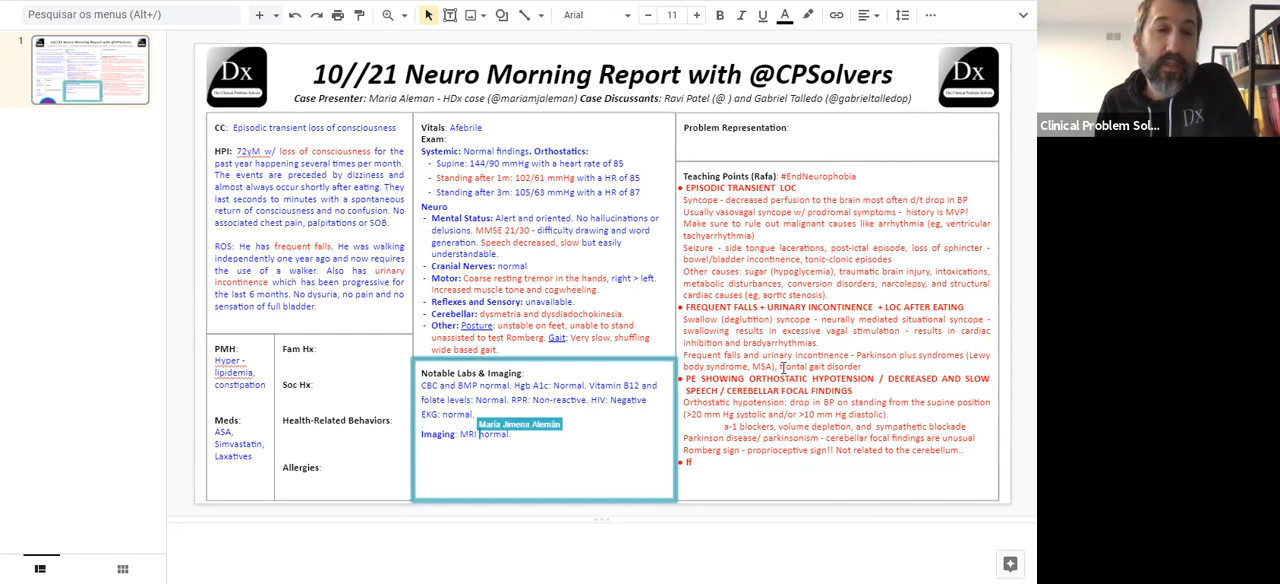 Pesquisar os menus (Alt+/)
Arial
11
B I U A
1
Dx
The Clinical Problem Solvers
10//21 Neuro Morning Report with @CPSolvers
Case Presenter: Maria Aleman - HDx case (@mariamjaleman) Case Discussants: Ravi Patel (@ ) and Gabriel Talledo (@gabrieltalledop)
Dx
The Clinical Problem Solvers
CC: Episodic transient loss of consciousness
HPI: 72yM w/ loss of consciousness for the
past year happening several times per month.
The events are preceded by dizziness and
almost always occur shortly after eating. They
last seconds to minutes with a spontaneous
return of consciousness and no confusion. No
associated chest pain, palpitations or SOB.
ROS: He has frequent falls. He was walking
independently one year ago and now requires
the use of a walker. Also has urinary
incontinence which has been progressive for
the last 6 months. No dysuria, no pain and no
sensation of full bladder.
PMH:
Hyper -
lipidemia,
constipation
Meds:
ASA,
Simvastatin,
Laxatives
Fam Hx:
Soc Hx:
Health-Related Behaviors:
Allergies:
Vitals: Afebrile
Exam:
Systemic: Normal findings. Orthostatics:
- Supine: 144/90 mmHg with a heart rate of 85
- Standing after 1m: 102/61 mmHg with a HR of 85
- Standing after 3m: 105/63 mmHg with a HR of 87
Neuro
- Mental Status: Alert and oriented. No hallucinations or
delusions. MMSE 21/30 - difficulty drawing and word
generation. Speech decreased, slow but easily
understandable.
- Cranial Nerves: normal
- Motor: Coarse resting tremor in the hands, right > left.
Increased muscle tone and cogwheeling.
- Reflexes and Sensory: unavailable.
- Cerebellar: dysmetria and dysdiadochokinesia.
- Other: Posture: unstable on feet, unable to stand
unassisted to test Romberg. Gait: Very slow, shuffling
wide based gait.
Notable Labs & Imaging:
CBC and BMP normal. Hgb A1c: Normal. Vitamin B12 and
folate levels: Normal. RPR: Non-reactive. HIV: Negative
EKG: normal.
María Jimena Alemán
Imaging: MRI normal.
Problem Representation:
Teaching Points (Rafa): #EndNeurophobia
● EPISODIC TRANSIENT LOC
Syncope - decreased perfusion to the brain most often d/t drop in BP
Usually vasovagal syncope w/ prodromal symptoms - history is MVP!
Make sure to rule out malignant causes like arrhythmia (eg, ventricular
tachyarrhythmia)
Seizure - side tongue lacerations, post-ictal episode, loss of sphincter -
bowel/bladder incontinence, tonic-clonic episodes
Other causes: sugar (hypoglycemia), traumatic brain injury, intoxications,
metabolic disturbances, conversion disorders, narcolepsy, and structural
cardiac causes (eg, aortic stenosis).
● FREQUENT FALLS + URINARY INCONTINENCE + LOC AFTER EATING
Swallow (deglutition) syncope - neurally mediated situational syncope -
swallowing results in excessive vagal stimulation - results in cardiac
inhibition and bradyarrhythmias.
Frequent falls and urinary incontinence - Parkinson plus syndromes (Lewy
body syndrome, MSA), frontal gait disorder
● PE SHOWING ORTHOSTATIC HYPOTENSION / DECREASED AND SLOW
SPEECH / CEREBELLAR FOCAL FINDINGS
Orthostatic hypotension: drop in BP on standing from the supine position
(>20 mm Hg systolic and/or >10 mm Hg diastolic).
a-1 blockers, volume depletion, and sympathetic blockade
Parkinson disease/ parkinsonism - cerebellar focal findings are unusual
Romberg sign - proprioceptive sign!! Not related to the cerebellum..
● ff
Clinical Problem Sol...
Dx